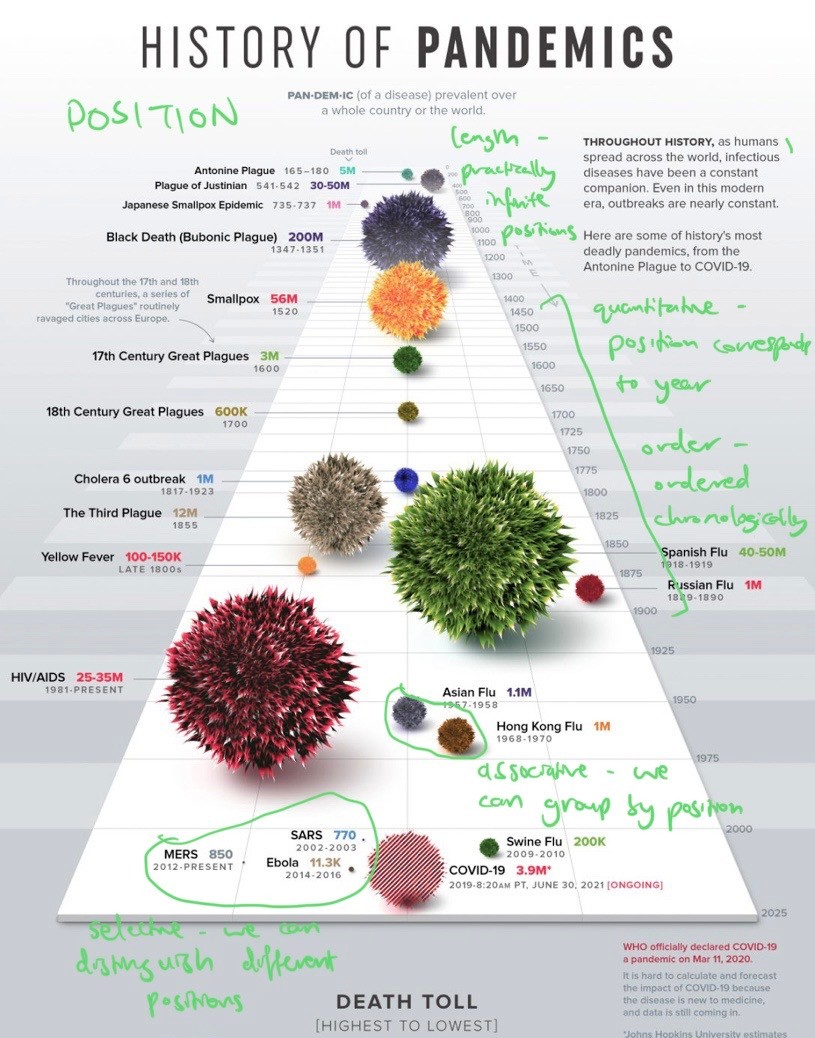 HISTORY OF PANDEMICS
PAN•DEM•IC (of a disease) prevalent over
a whole country or the world.
POSITION
length -
practically
infinite
positions
THROUGHOUT HISTORY, as humans
spread across the world, infectious
diseases have been a constant
companion. Even in this modern
era, outbreaks are nearly constant.
Here are some of history's most
deadly pandemics, from the
Antonine Plague to COVID-19.
Death toll
Antonine Plague 165–180 5M
Plague of Justinian 541-542 30-50M
Japanese Smallpox Epidemic 735-737 1M
Black Death (Bubonic Plague) 200M
1347-1351
Throughout the 17th and 18th
centuries, a series of
"Great Plagues" routinely
ravaged cities across Europe.
Smallpox 56M
1520
17th Century Great Plagues 3M
1600
18th Century Great Plagues 600K
1700
Cholera 6 outbreak 1M
1817-1923
The Third Plague 12M
1855
Yellow Fever 100-150K
LATE 1800s
Spanish Flu 40-50M
1918-1919
Russian Flu 1M
1889-1890
HIV/AIDS 25-35M
1981-PRESENT
Asian Flu 1.1M
1957-1958
Hong Kong Flu 1M
1968-1970
SARS 770
2002-2003
MERS 850
2012-PRESENT
Ebola 11.3K
2014-2016
Swine Flu 200K
2009-2010
COVID-19 3.9M*
2019-8:20AM PT, JUNE 30, 2021 [ONGOING]
TIME
200
400
500
600
700
800
900
1000
1100
1200
1300
1400
1450
1500
1550
1600
1650
1700
1725
1750
1775
1800
1825
1850
1875
1900
1925
1950
1975
2000
2025
quantitative -
position corresponds
to year
order -
ordered
chronologically
associative - we
can group by position
selective - we can
distinguish different
positions
DEATH TOLL
[HIGHEST TO LOWEST]
WHO officially declared COVID-19
a pandemic on Mar 11, 2020.
It is hard to calculate and forecast
the impact of COVID-19 because
the disease is new to medicine,
and data is still coming in.
*Johns Hopkins University estimates